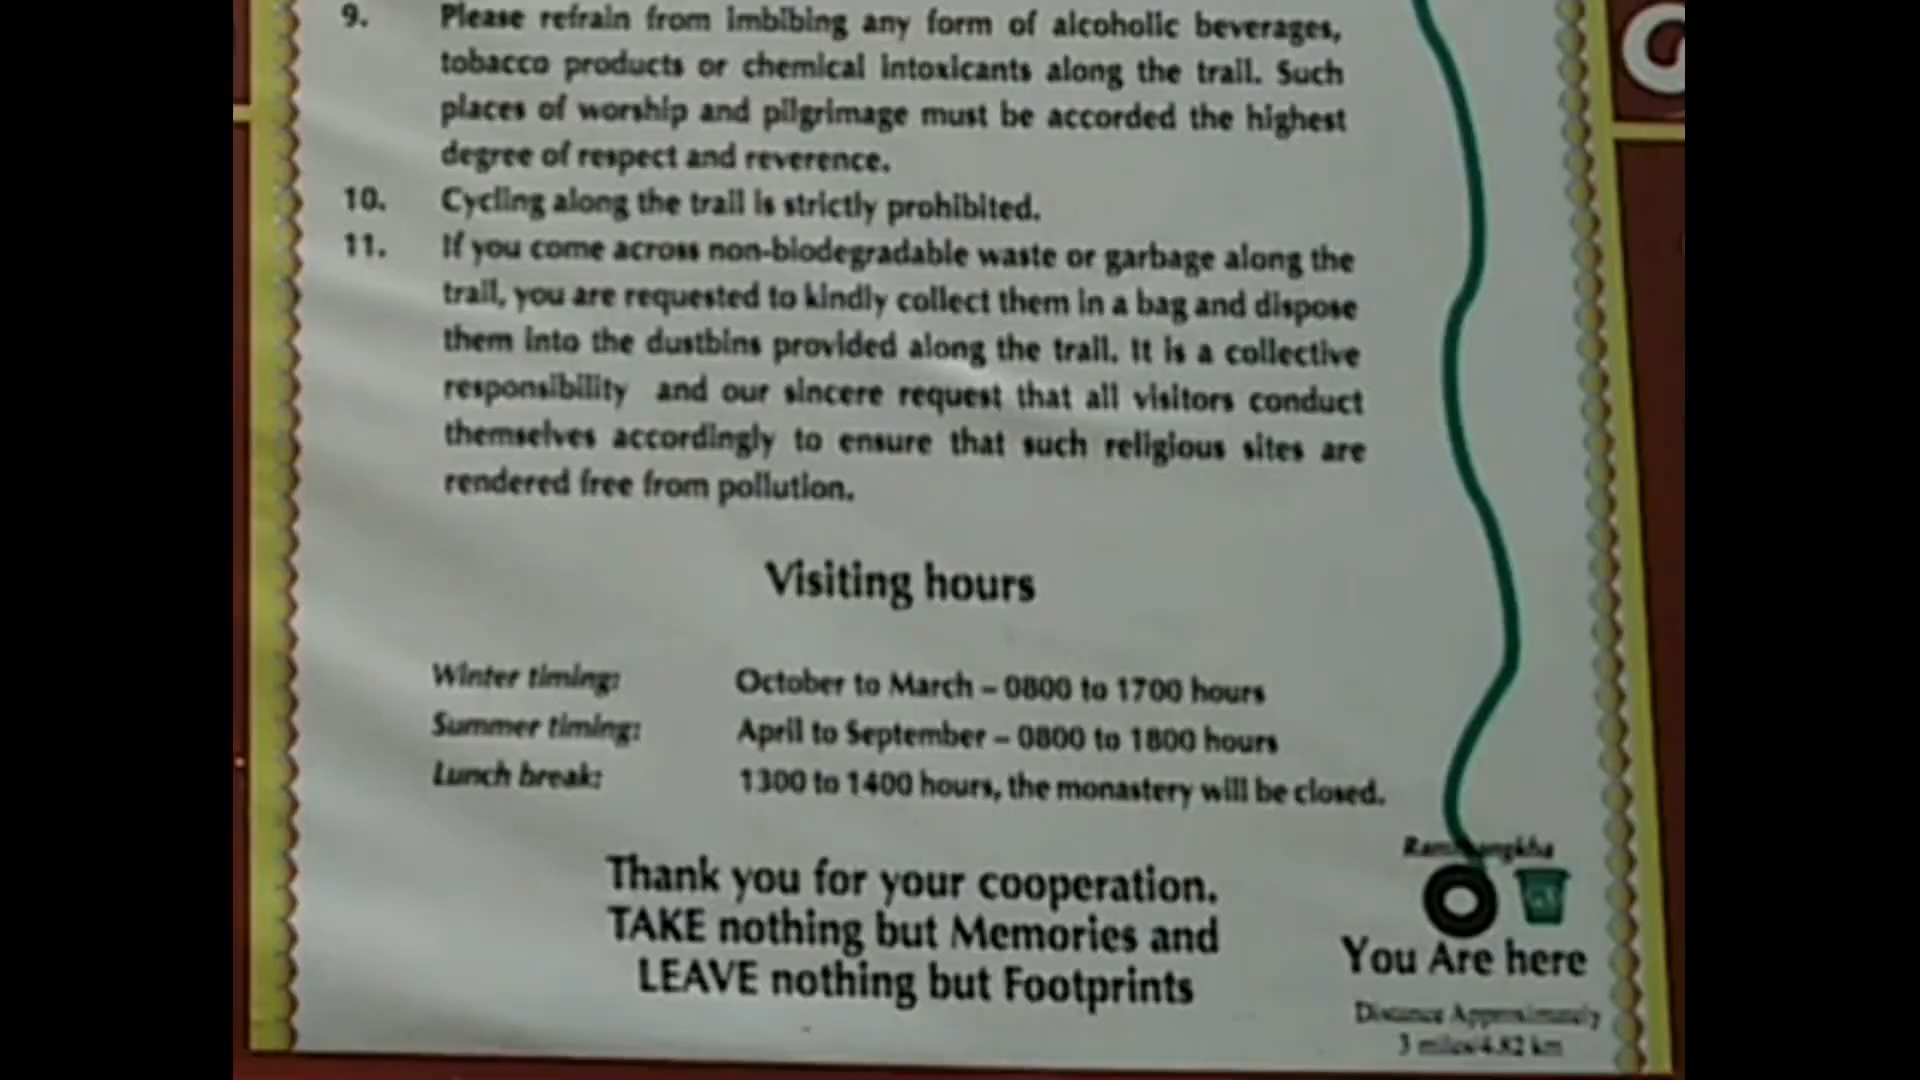 9. Please refrain from imbibing any form of alcoholic beverages,
tobacco products or chemical intoxicants along the trail. Such
places of worship and pilgrimage must be accorded the highest
degree of respect and reverence.
10. Cycling along the trail is strictly prohibited.
11. If you come across non-biodegradable waste or garbage along the
trail, you are requested to kindly collect them in a bag and dispose
them into the dustbins provided along the trail. It is a collective
responsibility and our sincere request that all visitors conduct
themselves accordingly to ensure that such religious sites are
rendered free from pollution.
Visiting hours
Winter timing: October to March – 0800 to 1700 hours
Summer timing: April to September – 0800 to 1800 hours
Lunch break: 1300 to 1400 hours, the monastery will be closed.
Thank you for your cooperation.
TAKE nothing but Memories and
LEAVE nothing but Footprints
You Are here
Distance Approximately
3 miles/4.82 km